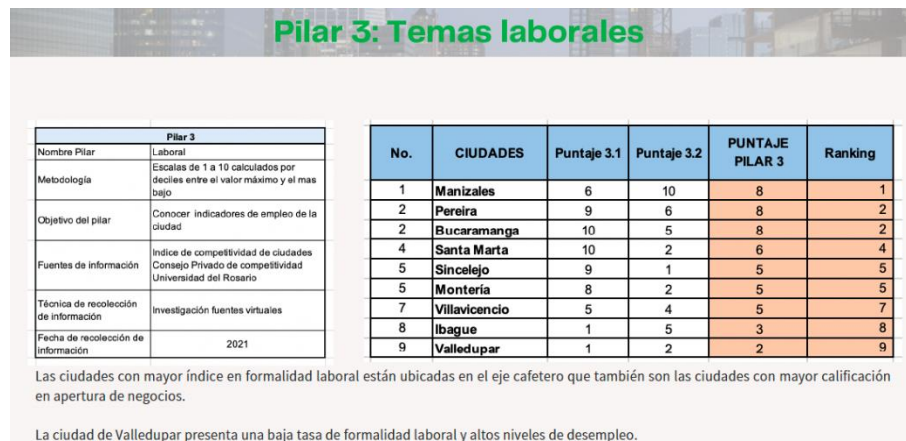 Pilar 3: Temas laborales
Pilar 3
Nombre Pilar Laboral
Metodología Escalas de 1 a 10 calculados por
deciles entre el valor máximo y el mas
bajo
Objetivo del pilar Conocer indicadores de empleo de la
ciudad
Fuentes de información Indice de competitividad de ciudades
Consejo Privado de competitividad
Universidad del Rosario
Técnica de recolección
de información Investigación fuentes virtuales
Fecha de recolección de
información 2021
No. CIUDADES Puntaje 3.1 Puntaje 3.2 PUNTAJE
PILAR 3 Ranking
1 Manizales 6 10 8 1
2 Pereira 9 6 8 2
2 Bucaramanga 10 5 8 2
4 Santa Marta 10 2 6 4
5 Sincelejo 9 1 5 5
5 Montería 8 2 5 5
7 Villavicencio 5 4 5 7
8 Ibague 1 5 3 8
9 Valledupar 1 2 2 9
Las ciudades con mayor índice en formalidad laboral están ubicadas en el eje cafetero que también son las ciudades con mayor calificación
en apertura de negocios.
La ciudad de Valledupar presenta una baja tasa de formalidad laboral y altos niveles de desempleo.